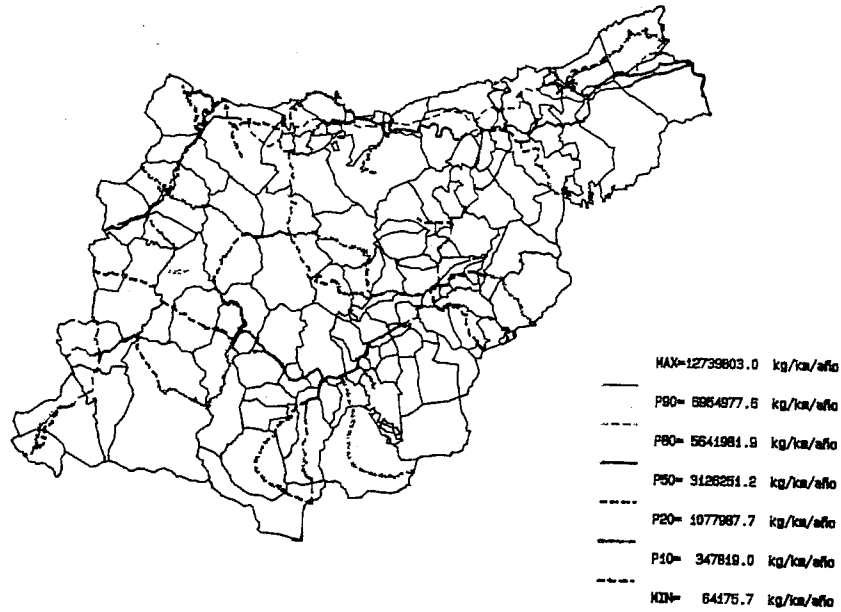 MAX=12739803.0 kg/km/año
P90= 6954977.6 kg/km/año
P80= 5641981.9 kg/km/año
P50= 3126251.2 kg/km/año
P20= 1077987.7 kg/km/año
P10= 347819.0 kg/km/año
MIN= 64175.7 kg/km/año